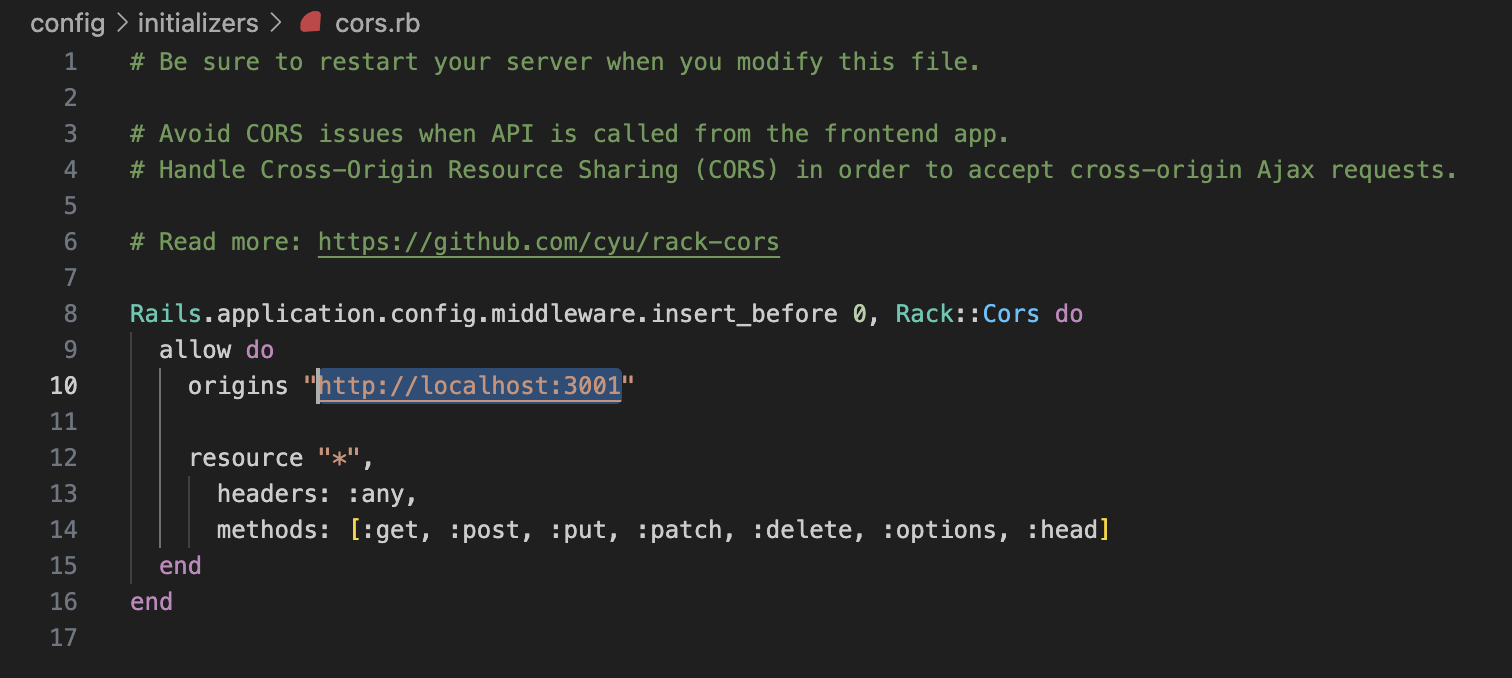 config > initializers > cors.rb
1 # Be sure to restart your server when you modify this file.
2
3 # Avoid CORS issues when API is called from the frontend app.
4 # Handle Cross-Origin Resource Sharing (CORS) in order to accept cross-origin Ajax requests.
5
6 # Read more: https://github.com/cyu/rack-cors
7
8 Rails.application.config.middleware.insert_before 0, Rack::Cors do
9   allow do
10     origins "http://localhost:3001"
11
12     resource "*",
13       headers: :any,
14       methods: [:get, :post, :put, :patch, :delete, :options, :head]
15   end
16 end
17